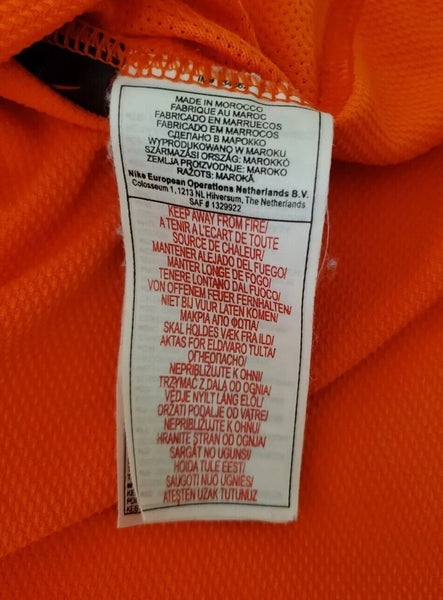 MADE IN MOROCCO
FABRIQUE AU MAROC
FABRICADO EN MARRUECOS
FABRICADO EM MARROCOS
СДЕЛАНО В МАРОККО
WYPRODUKOWANO W MAROKU
SZÁRMAZÁSI ORSZÁG: MAROKKÓ
ZEMLJA PROIZVODNJE: MAROKO
RAŽOTS: MAROKĀ
Nike European Operations Netherlands B.V.
Colosseum 1, 1213 NL Hilversum, The Netherlands
SAF # 1329922
KEEP AWAY FROM FIRE/
A TENIR A L'ECART DE TOUTE
SOURCE DE CHALEUR/
MANTENER ALEJADO DEL FUEGO/
MANTER LONGE DE FOGO/
TENERE LONTANO DAL FUOCO/
VON OFFENEM FEUER FERNHALTEN/
NIET BIJ VUUR LATEN KOMEN/
ΜΑΚΡΙΑ ΑΠΟ ΦΩΤΙΑ/
SKAL HOLDES VÆK FRA ILD/
AKTAS FÖR ELD/VARO TULTA/
ОГНЕОПАСНО/
NEPRIBLIŽUJTE K OHNI/
TRZYMAĆ Z DALA OD OGNIA/
VÉDJE NYÍLT LÁNG ELŐL/
DRŽATI PODALJE OD VATRE/
NEPRIBLIŽUJTE K OHNU/
HRANITE STRAN OD OGNJA/
SARGĀT NO UGUNS/
HOIDA TULE EEST/
SAUGOTI NUO UGNIES/
ATEŞTEN UZAK TUTUNUZ